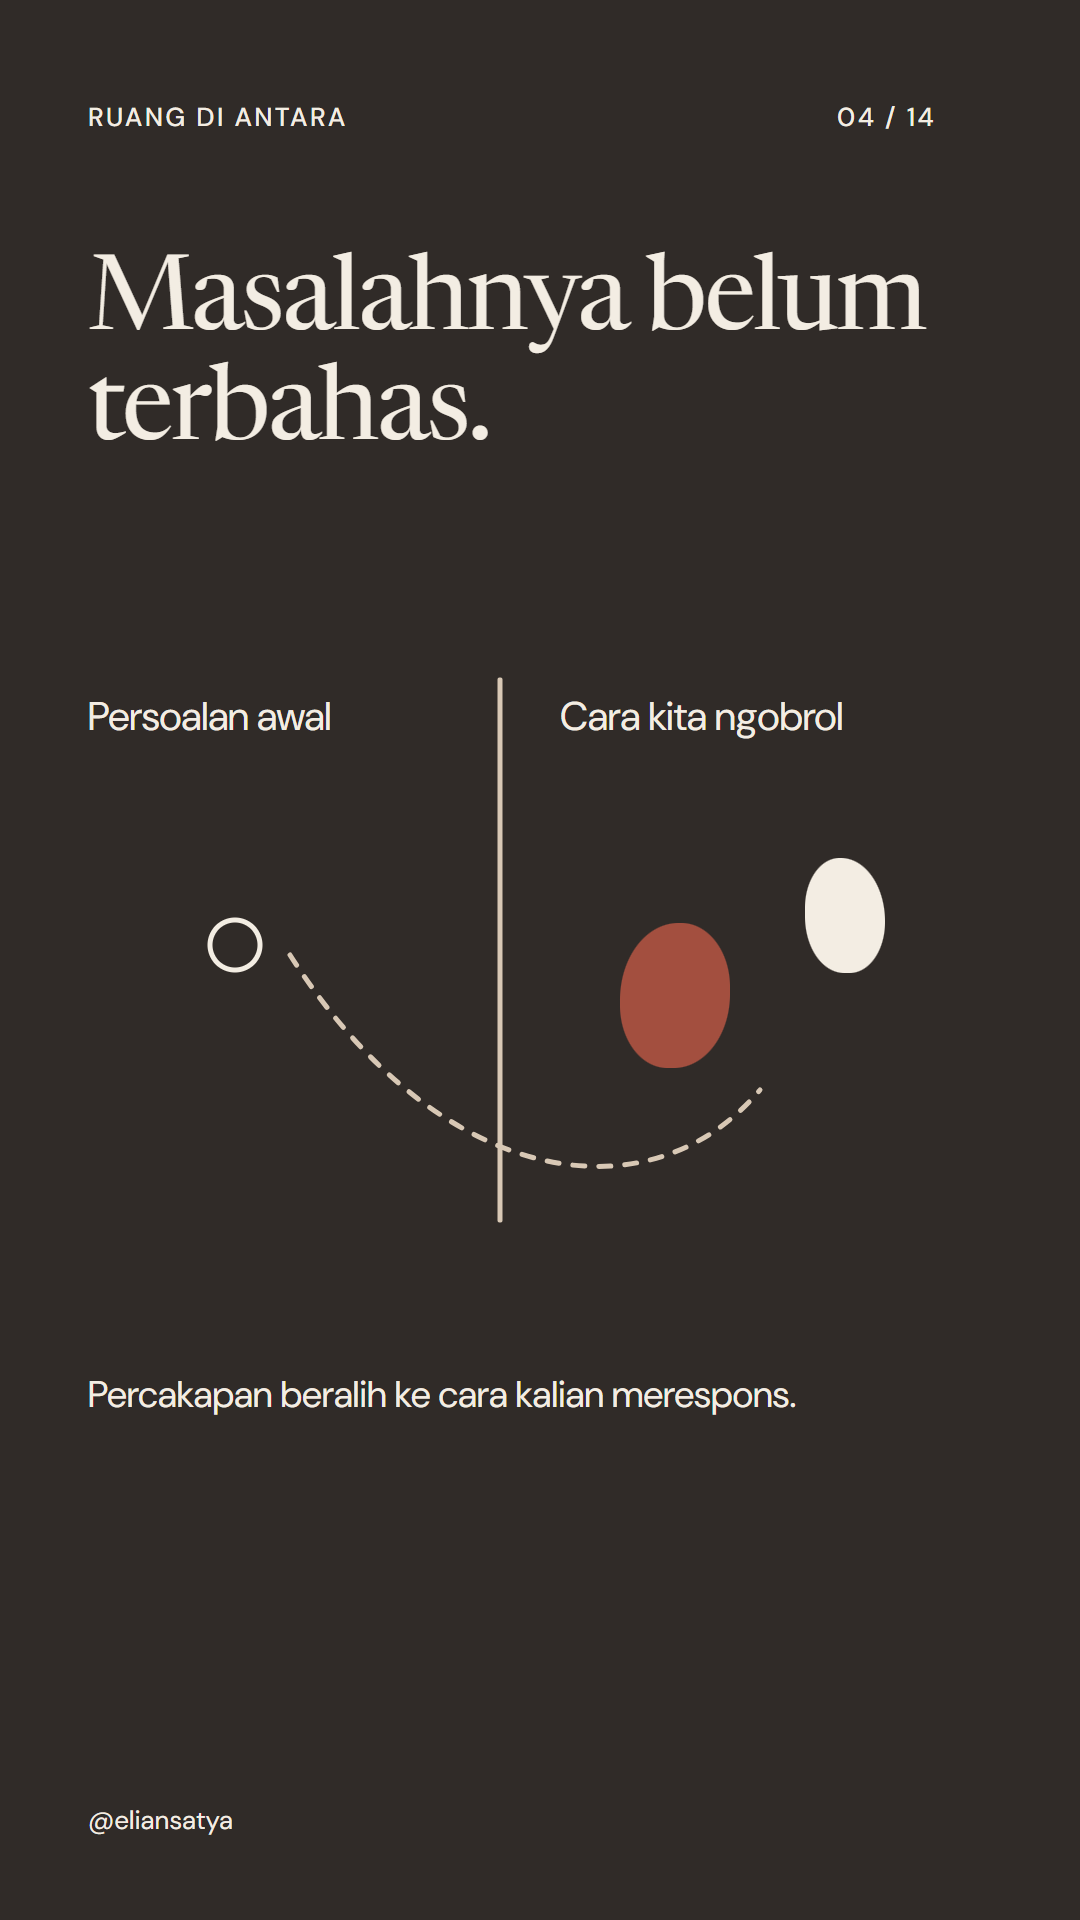 RUANG DI ANTARA
04 / 14
Masalahnya belum
terbahas.
Persoalan awal
Cara kita ngobrol
Percakapan beralih ke cara kalian merespons.
@eliansatya